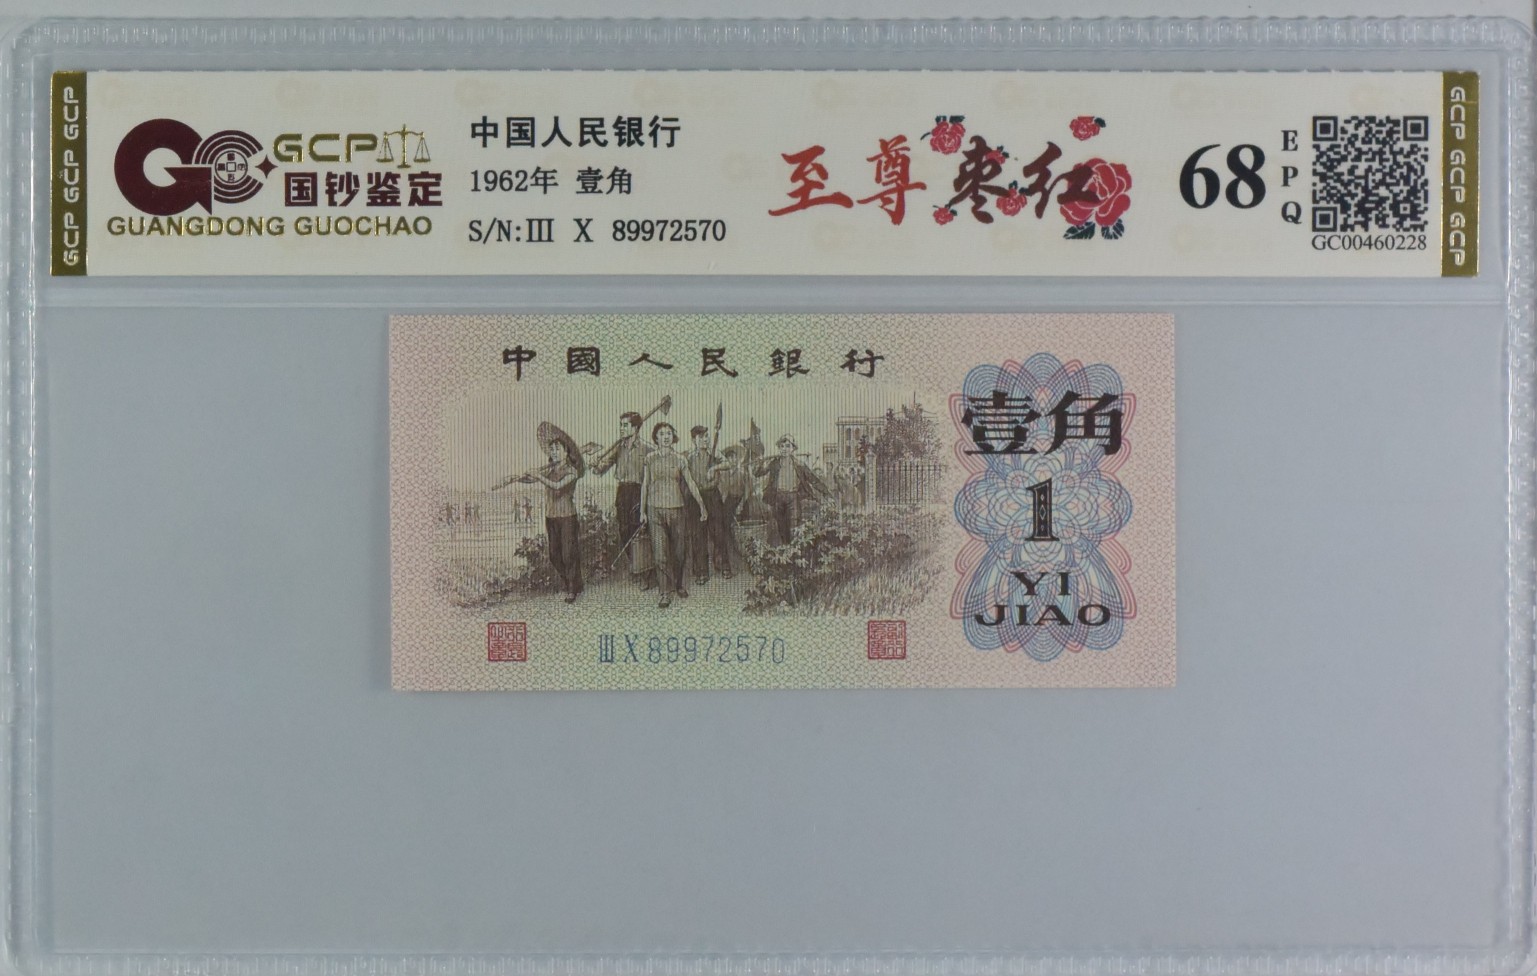 GCP GCP GCP
GCP
国钞鉴定
GUANGDONG GUOCHAO
中国人民银行
1962年 壹角
S/N:III X 89972570
至尊枣红
68
EPQ
GC00460228
GCP GCP GCP
中國人民銀行
壹角
1
YI
JIAO
III X 89972570